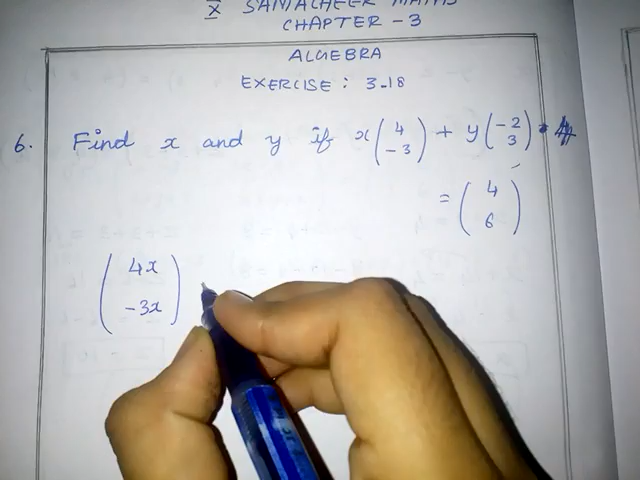 X SAMACHEER MATHS
CHAPTER - 3
ALGEBRA
EXERCISE : 3.18
6. Find x and y if x(4 -3) + y(-2 3)
= (4 6)
(4x -3x)